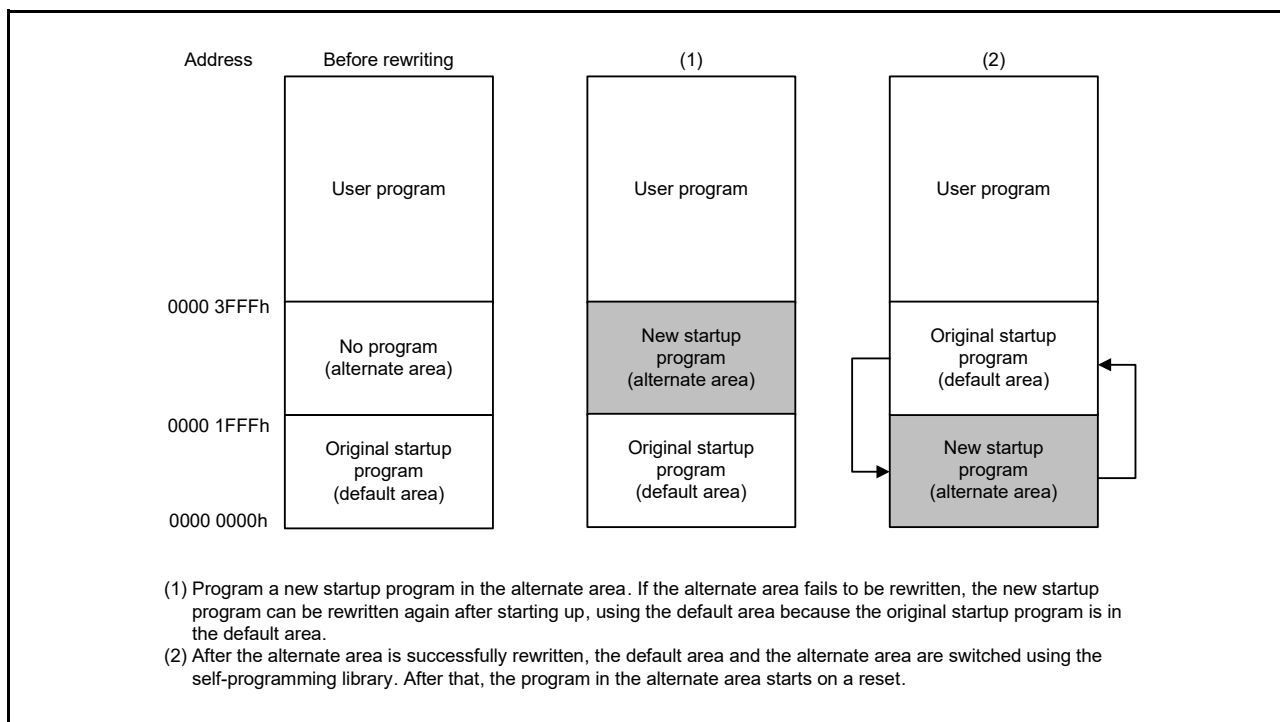 Address
Before rewriting
(1)
(2)
User program
User program
User program
0000 3FFFh
No program
(alternate area)
New startup
program
(alternate area)
Original startup
program
(default area)
0000 1FFFh
Original startup
program
(default area)
Original startup
program
(default area)
New startup
program
(alternate area)
0000 0000h
(1) Program a new startup program in the alternate area. If the alternate area fails to be rewritten, the new startup
program can be rewritten again after starting up, using the default area because the original startup program is in
the default area.
(2) After the alternate area is successfully rewritten, the default area and the alternate area are switched using the
self-programming library. After that, the program in the alternate area starts on a reset.